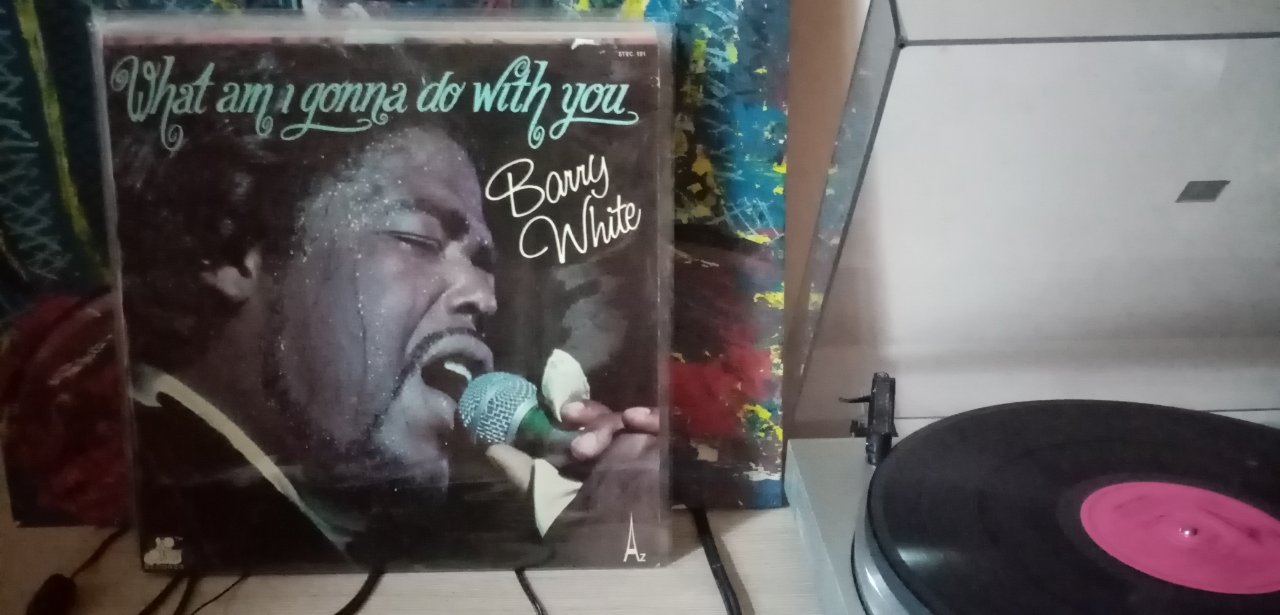 What am i gonna do with you
Barry
White
Az